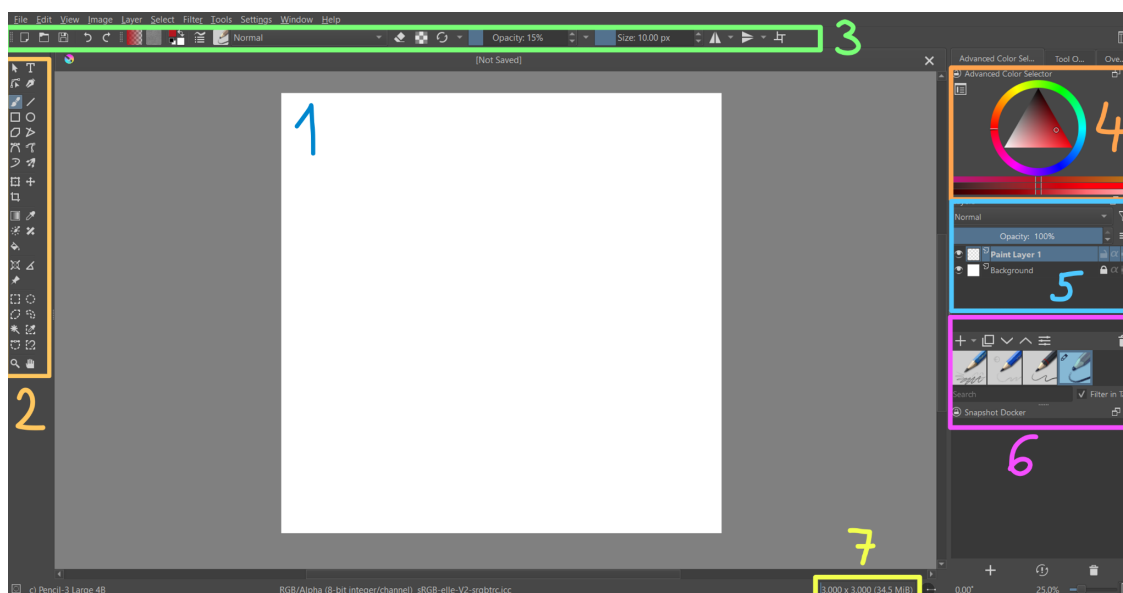 File Edit View Image Layer Select Filter Tools Settings Window Help
Normal Opacity: 15% Size: 10.00 px
3
[Not Saved]
Advanced Color Sel... Tool O... Ove...
Advanced Color Selector
1
4
Normal
Opacity: 100%
Paint Layer 1
Background
5
2
Search Filter in T
Snapshot Docker
6
7
c) Pencil-3 Large 4B RGB/Alpha (8-bit integer/channel) sRGB-elle-V2-srgbtrc.icc 3,000 x 3,000 (34.5 MiB) 0.00° 25.0%